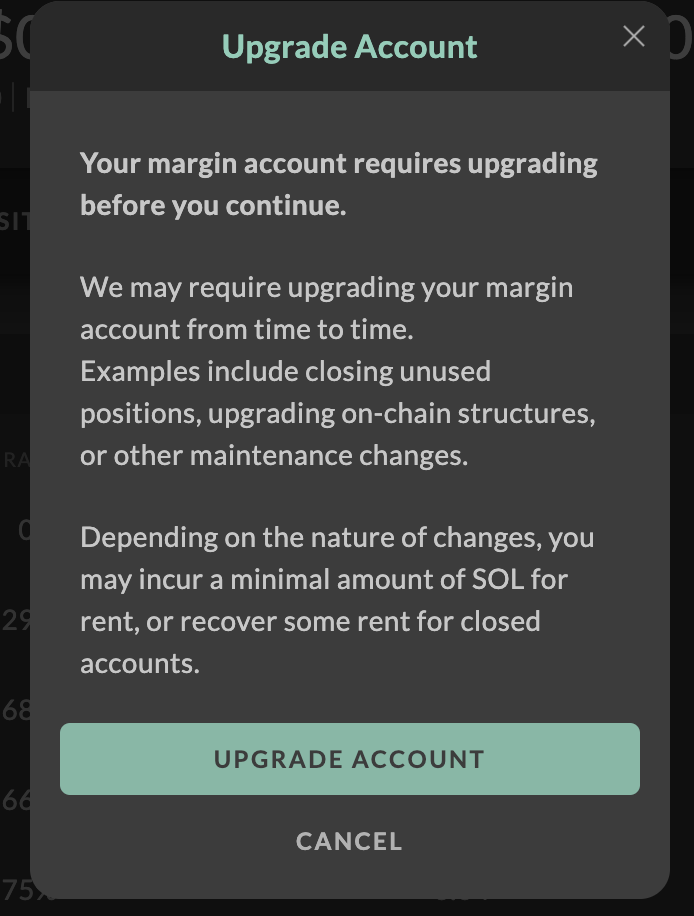 Upgrade Account
Your margin account requires upgrading
before you continue.
We may require upgrading your margin
account from time to time.
Examples include closing unused
positions, upgrading on-chain structures,
or other maintenance changes.
Depending on the nature of changes, you
may incur a minimal amount of SOL for
rent, or recover some rent for closed
accounts.
UPGRADE ACCOUNT
CANCEL